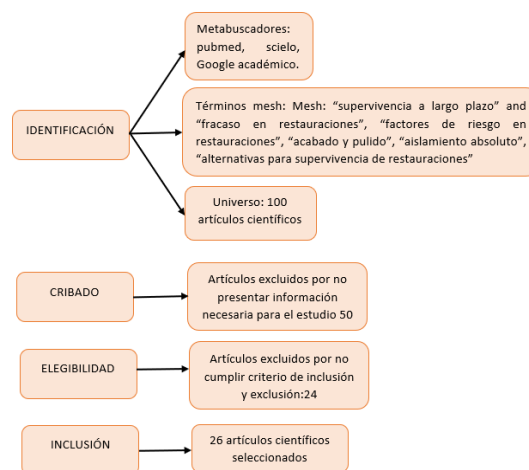 Metabuscadores:
pubmed, scielo,
Google académico.
IDENTIFICACIÓN
Términos mesh: Mesh: “supervivencia a largo plazo” and
“fracaso en restauraciones”, “factores de riesgo en
restauraciones”, “acabado y pulido”, “aislamiento absoluto”,
“alternativas para supervivencia de restauraciones”
Universo: 100
artículos científicos
CRIBADO
Artículos excluidos por no
presentar información
necesaria para el estudio 50
ELEGIBILIDAD
Artículos excluidos por no
cumplir criterio de inclusión
y exclusión:24
INCLUSIÓN
26 artículos científicos
seleccionados